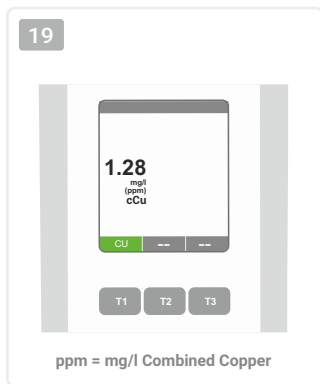 19
1.28
mg/l
(ppm)
cCu
CU -- --
T1 T2 T3
ppm = mg/l Combined Copper